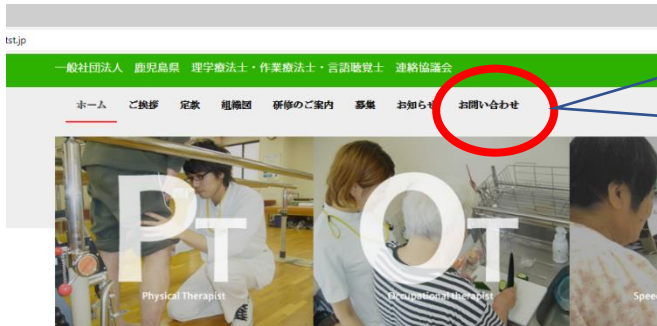 tst.jp
一般社団法人 鹿児島県 理学療法士・作業療法士・言語聴覚士 連絡協議会
ホーム ご挨拶 定款 組織図 研修のご案内 募集 お知らせ お問い合わせ
PT
Physical Therapist
OT
Occupational therapist
Spee